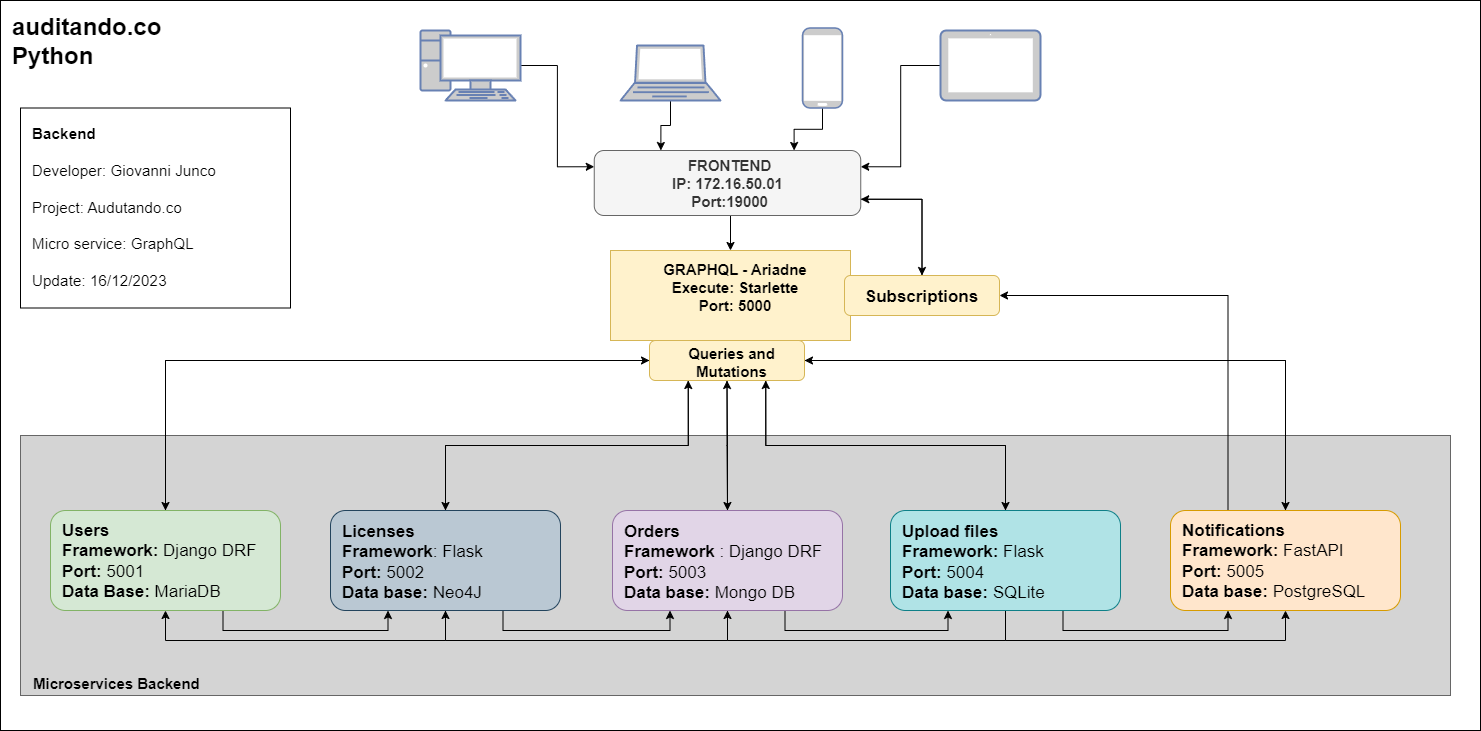 auditando.co
Python
Backend
Developer: Giovanni Junco
Project: Audutando.co
Micro service: GraphQL
Update: 16/12/2023
FRONTEND
IP: 172.16.50.01
Port:19000
GRAPHQL - Ariadne
Execute: Starlette
Port: 5000
Subscriptions
Queries and
Mutations
Users
Framework: Django DRF
Port: 5001
Data Base: MariaDB
Licenses
Framework: Flask
Port: 5002
Data base: Neo4J
Orders
Framework : Django DRF
Port: 5003
Data base: Mongo DB
Upload files
Framework: Flask
Port: 5004
Data base: SQLite
Notifications
Framework: FastAPI
Port: 5005
Data base: PostgreSQL
Microservices Backend